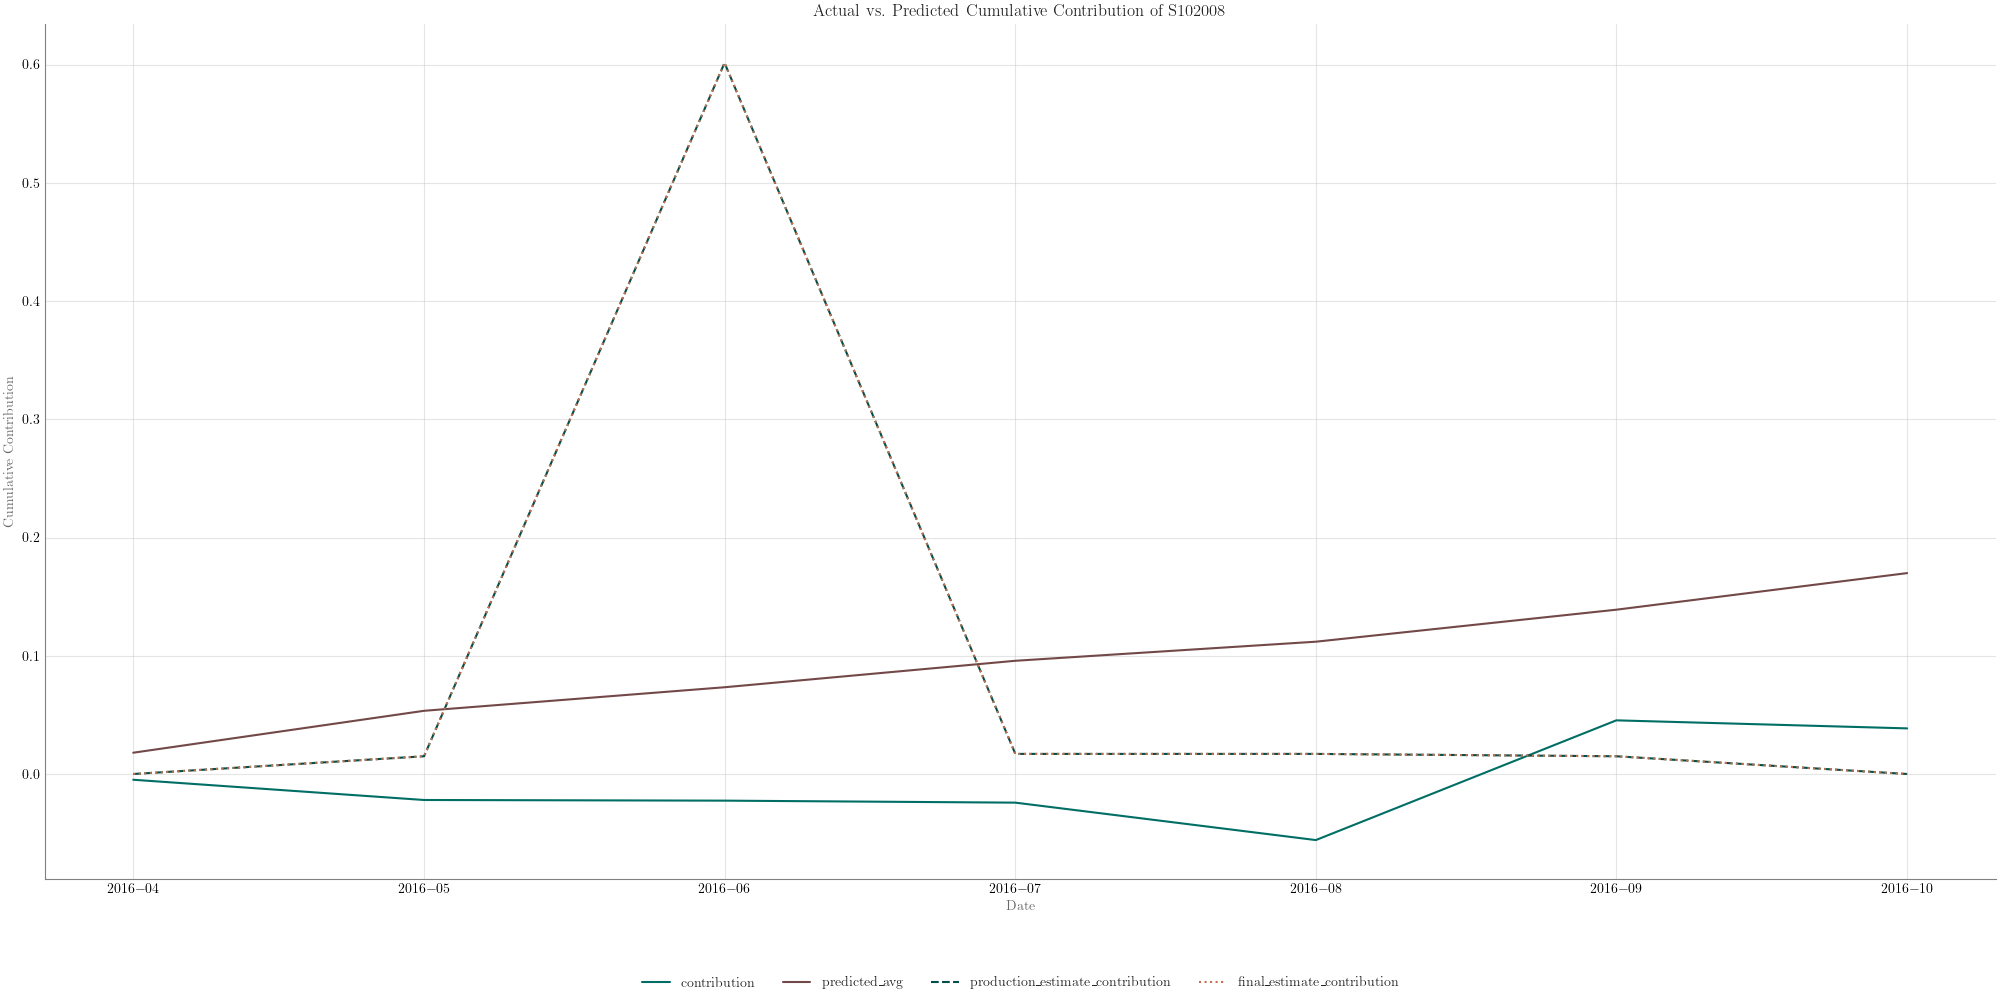 Actual vs. Predicted Cumulative Contribution of S102008
Cumulative Contribution
0.6
0.5
0.4
0.3
0.2
0.1
0.0
2016–04 2016–05 2016–06 2016–07 2016–08 2016–09 2016–10
Date
contribution predicted_avg production_estimate_contribution final_estimate_contribution